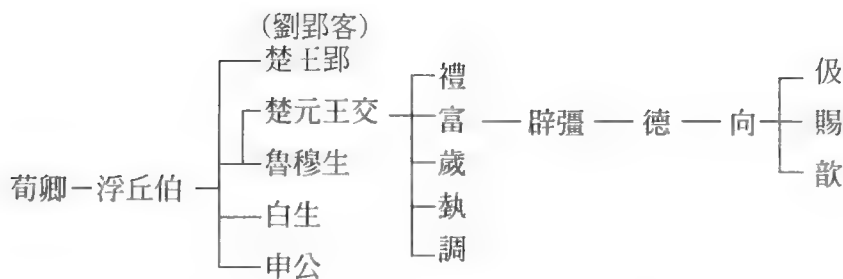 (劉郢客)
楚王郢
禮
伋
楚元王交
富
辟彊
德
向
賜
魯穆生
歲
歆
荀卿－浮丘伯
白生
埶
申公
調